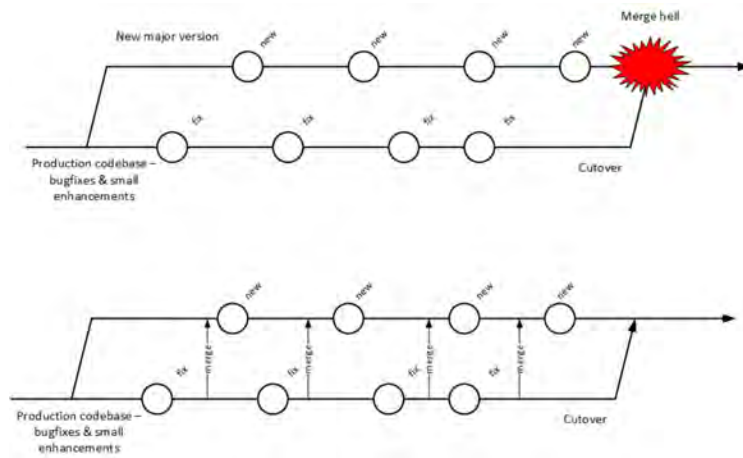 Merge hell
New major version
new
new
new
new
fix
fix
fix
fix
Production codebase –
bugfixes & small
enhancements
Cutover
new
new
new
new
merge
merge
merge
merge
fix
fix
fix
fix
Production codebase –
bugfixes & small
enhancements
Cutover